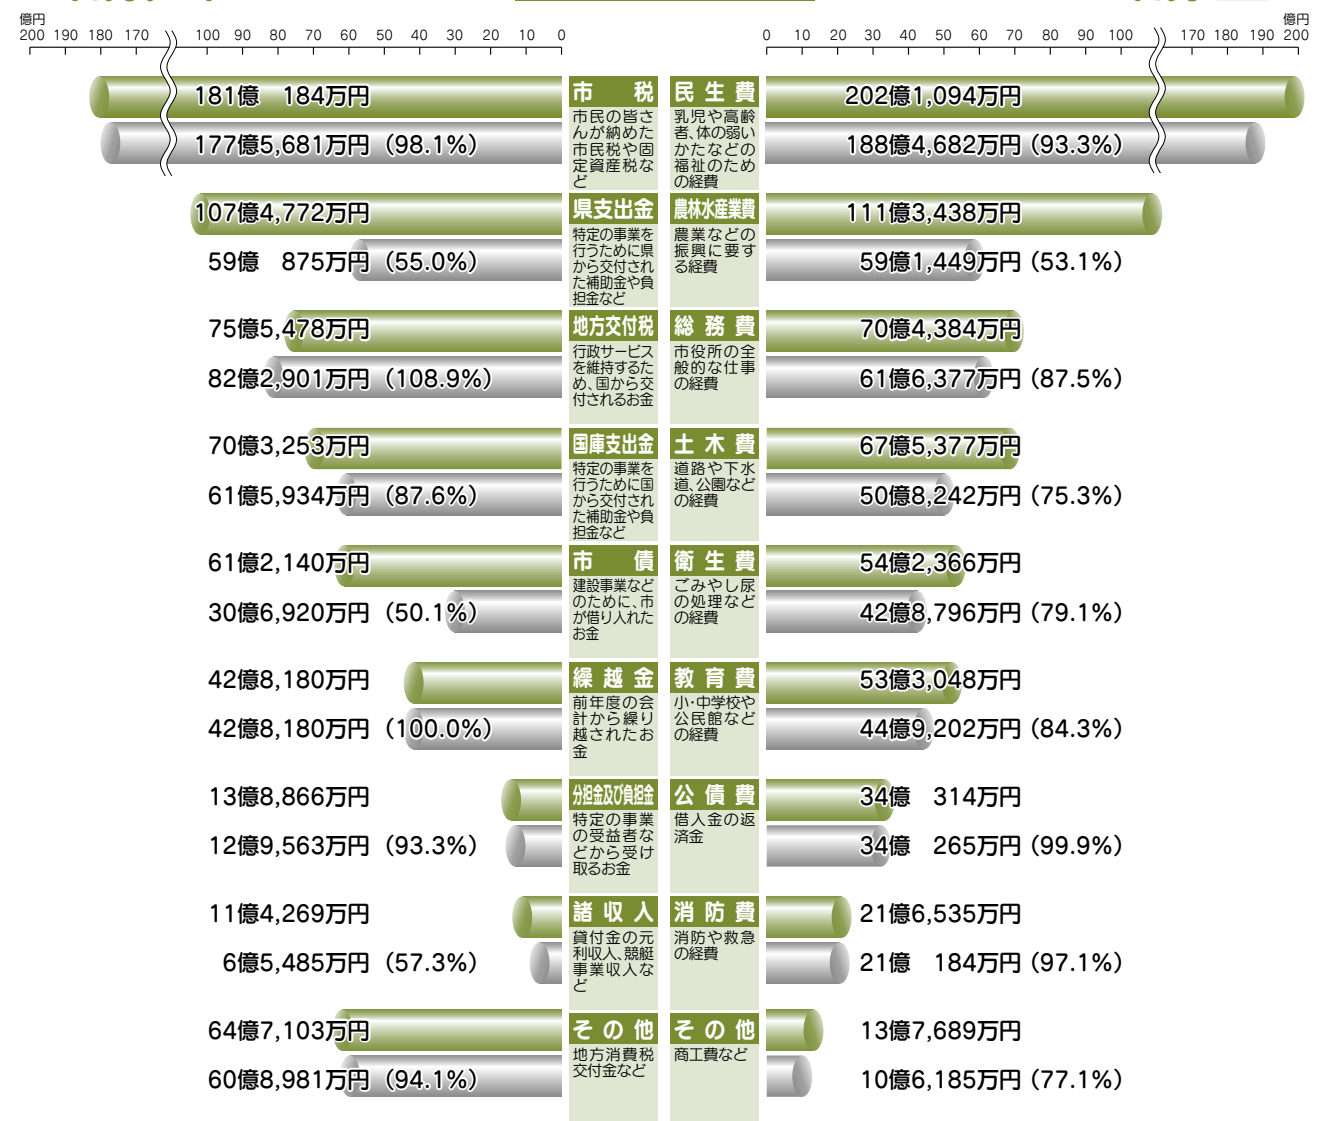 億円
200 190 180 170 100 90 80 70 60 50 40 30 20 10 0
億円
0 10 20 30 40 50 60 70 80 90 100 170 180 190 200
181億 184万円
177億5,681万円（98.1%）
市税
市民の皆さ
んが納めた
市民税や固
定資産税な
ど
民生費
乳児や高齢
者、体の弱い
かたなどの
福祉のため
の経費
202億1,094万円
188億4,682万円（93.3%）
107億4,772万円
59億 875万円（55.0%）
県支出金
特定の事業を
行うために県
から交付され
た補助金や負
担金など
農林水産業費
農業などの
振興に要す
る経費
111億3,438万円
59億1,449万円（53.1%）
75億5,478万円
82億2,901万円（108.9%）
地方交付税
行政サービス
を維持するた
め、国から交
付されるお金
総務費
市役所の全
般的な仕事
の経費
70億4,384万円
61億6,377万円（87.5%）
70億3,253万円
61億5,934万円（87.6%）
国庫支出金
特定の事業を
行うために国
から交付され
た補助金や負
担金など
土木費
道路や下水
道、公園など
の経費
67億5,377万円
50億8,242万円（75.3%）
61億2,140万円
30億6,920万円（50.1%）
市債
建設事業など
のために、市
が借り入れた
お金
衛生費
ごみやし尿
の処理など
の経費
54億2,366万円
42億8,796万円（79.1%）
42億8,180万円
42億8,180万円（100.0%）
繰越金
前年度の会
計から繰り
越されたお
金
教育費
小・中学校や
公民館など
の経費
53億3,048万円
44億9,202万円（84.3%）
13億8,866万円
12億9,563万円（93.3%）
分担金及び負担金
特定の事業
の受益者な
どから受け
取るお金
公債費
借入金の返
済金
34億 314万円
34億 265万円（99.9%）
11億4,269万円
6億5,485万円（57.3%）
諸収入
貸付金の元
利収入、競艇
事業収入な
ど
消防費
消防や救急
の経費
21億6,535万円
21億 184万円（97.1%）
64億7,103万円
60億8,981万円（94.1%）
その他
地方消費税
交付金など
その他
商工費など
13億7,689万円
10億6,185万円（77.1%）